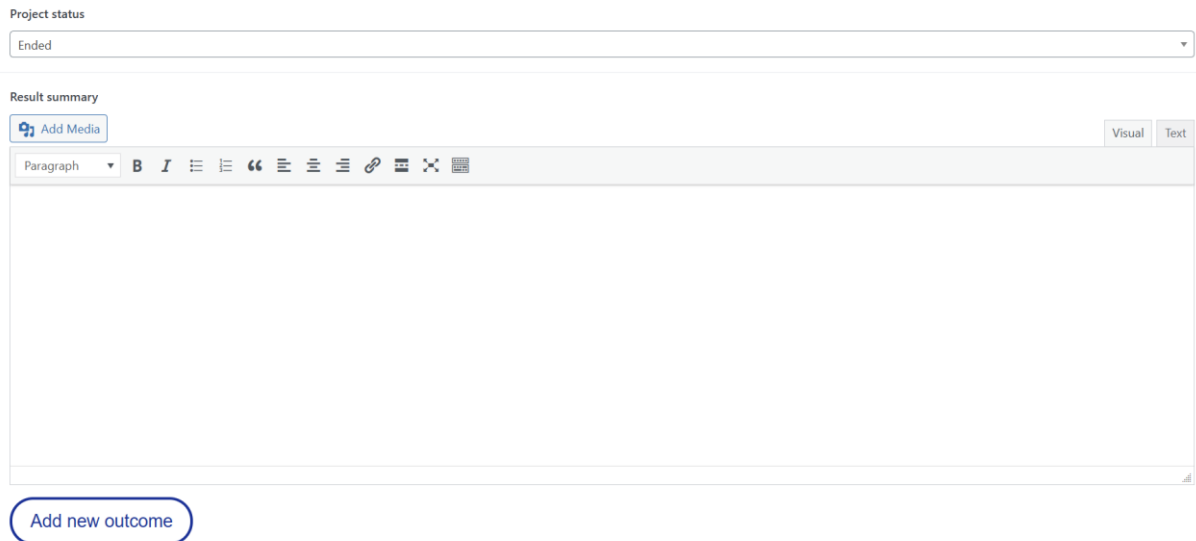 Project status
Ended
Result summary
Add Media
Visual Text
Paragraph
Add new outcome